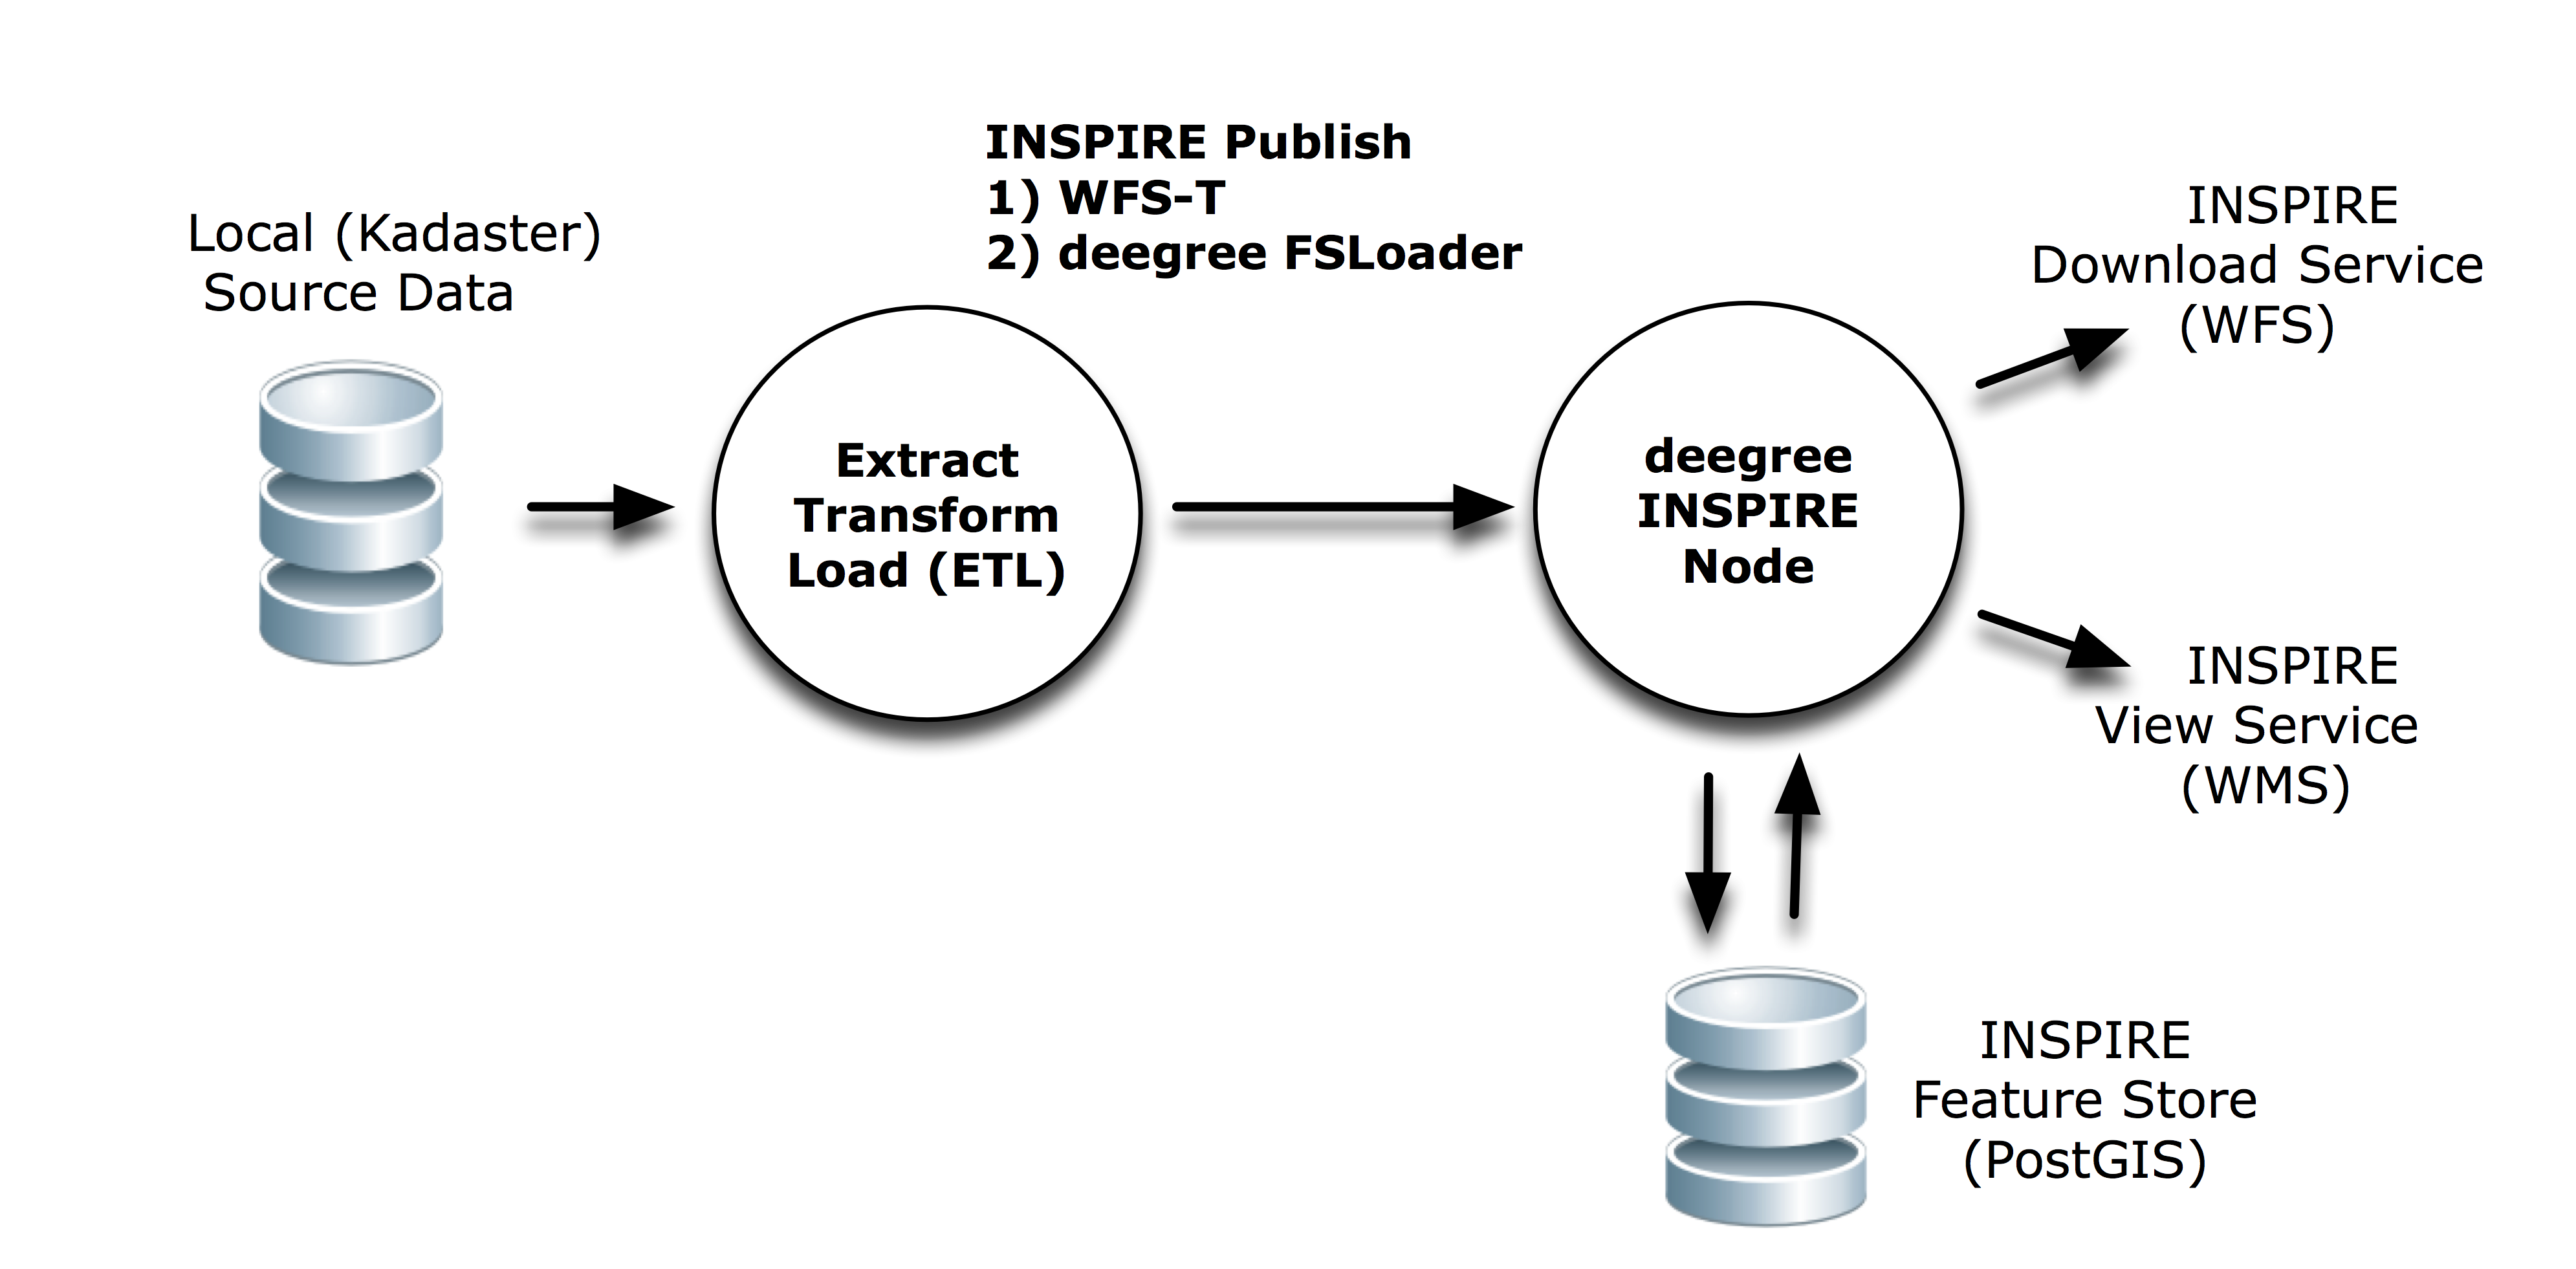 Local (Kadaster)
Source Data
Extract
Transform
Load (ETL)
INSPIRE Publish
1) WFS-T
2) deegree FSLoader
deegree
INSPIRE
Node
INSPIRE
Download Service
(WFS)
INSPIRE
View Service
(WMS)
INSPIRE
Feature Store
(PostGIS)